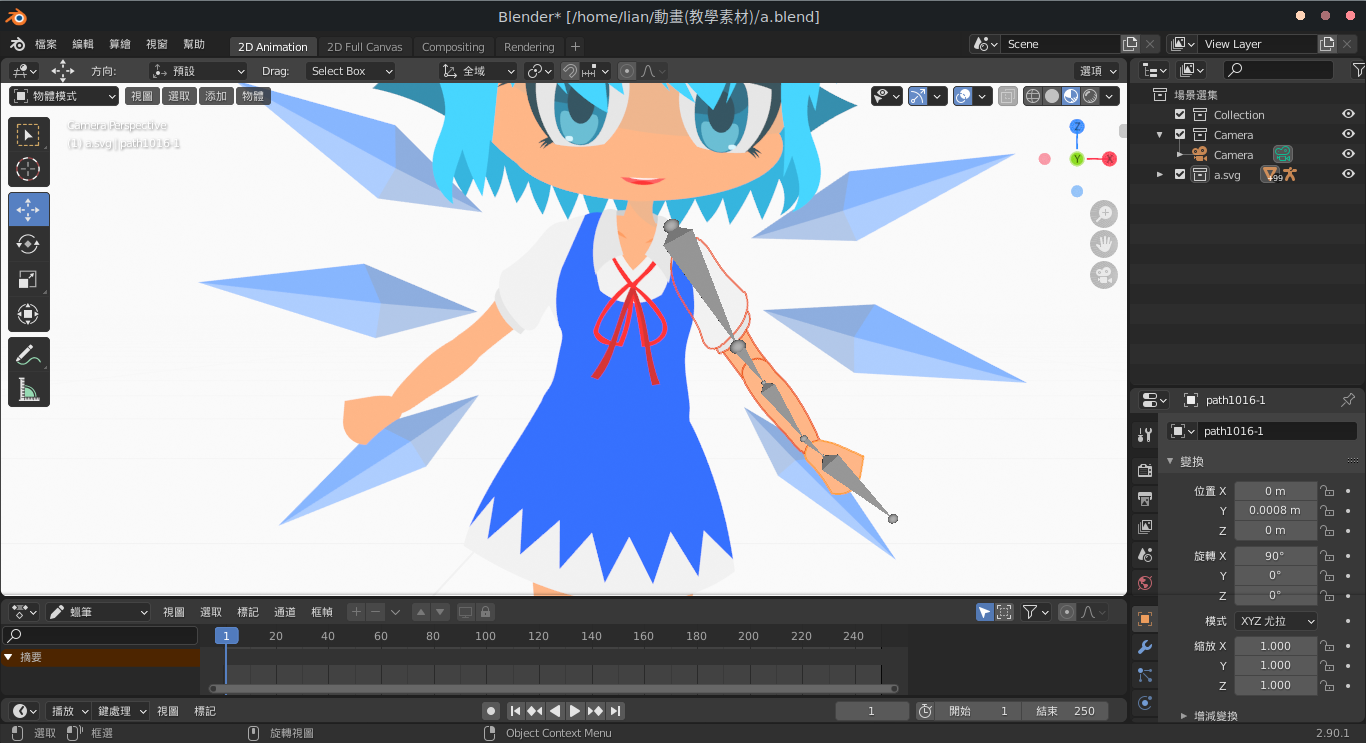 Blender* [/home/lian/動畫(教學素材)/a.blend]
檔案 編輯 算繪 視窗 幫助 2D Animation 2D Full Canvas Compositing Rendering + Scene View Layer
方向: 預設 Drag: Select Box 全域 選項
物體模式 視圖 選取 添加 物體
Camera Perspective
(1) a.svg | path1016-1
Z
Y
X
場景選集
Collection
Camera
Camera
a.svg +99
path1016-1
path1016-1
變換
位置 X 0 m
Y 0.0008 m
Z 0 m
旋轉 X 90°
Y 0°
Z 0°
模式 XYZ 尤拉
縮放 X 1.000
Y 1.000
Z 1.000
增減變換
蠟筆 視圖 選取 標記 通道 框幀
1 20 40 60 80 100 120 140 160 180 200 220 240
摘要
播放 鍵處理 視圖 標記 1 開始 1 結束 250
選取 框選 旋轉視圖 Object Context Menu 2.90.1